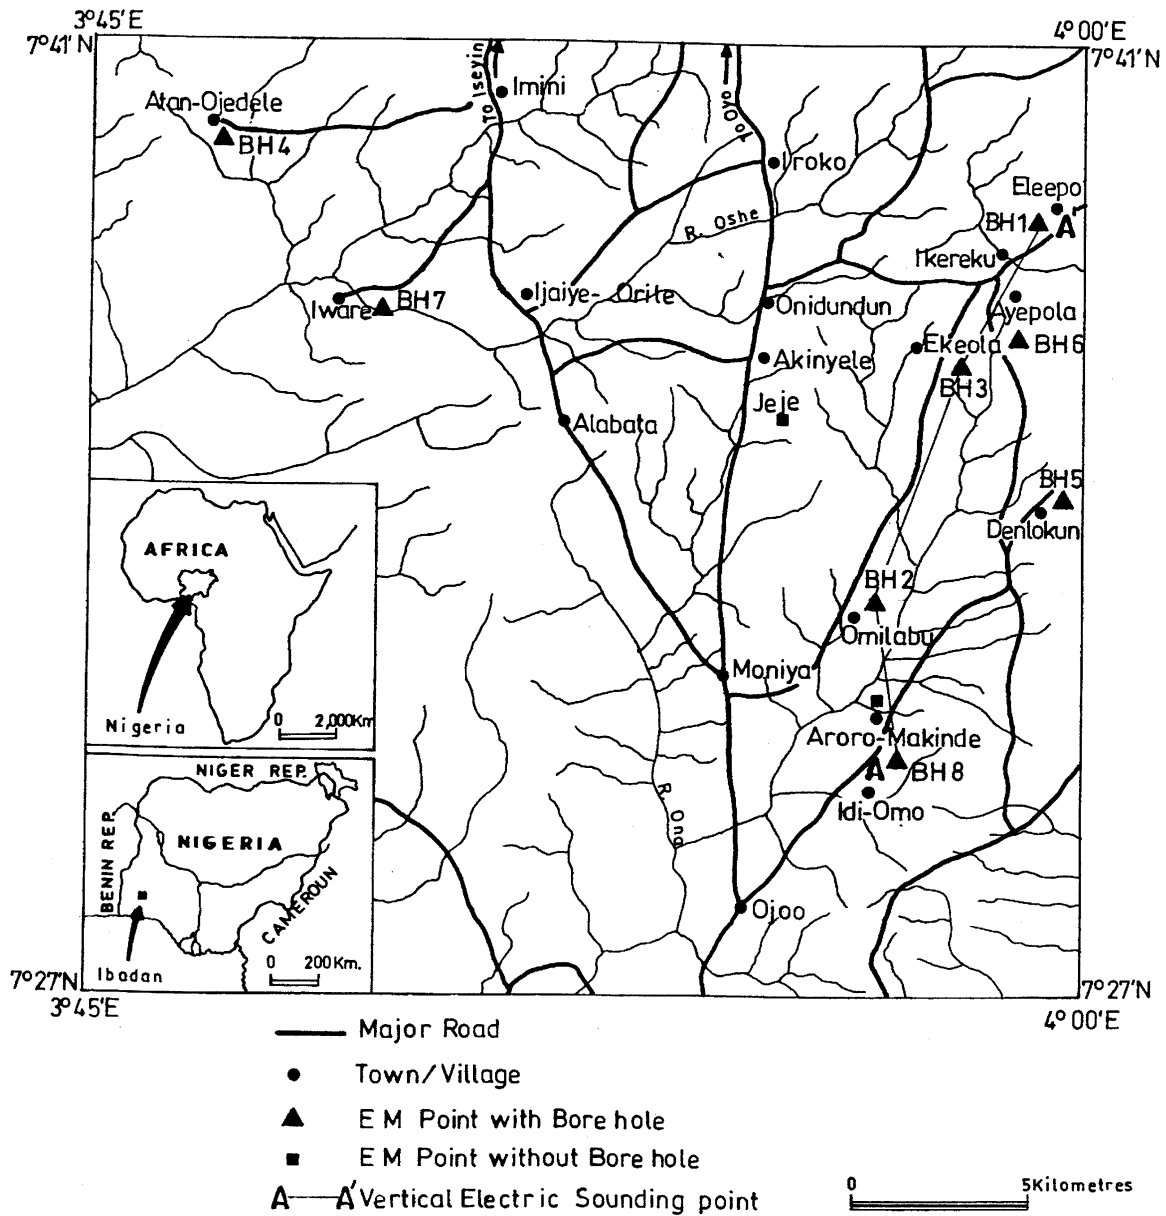 3°45'E
4°00'E
7°41'N
7°41'N
To Iseyin
Imini
Atan-Ojedele
BH4
To Oyo
Iroko
Eleepo
BH1
A'
R. Oshe
Ikereku
Iware
BH7
Ijaiye-Orile
Onidundun
Ayepola
Ekeola
BH6
Akinyele
BH3
Jeje
Alabata
BH5
Denlokun
AFRICA
BH2
Omilabu
Moniya
Nigeria
0 2,000Km
Aroro-Makinde
A
BH8
Idi-Omo
NIGER REP.
R. Ona
BENIN REP.
NIGERIA
CAMEROUN
Ojoo
Ibadan
0 200Km.
7°27'N
7°27'N
3°45'E
4°00'E
Major Road
Town/Village
EM Point with Bore hole
EM Point without Bore hole
A A' Vertical Electric Sounding point
0 5Kilometres